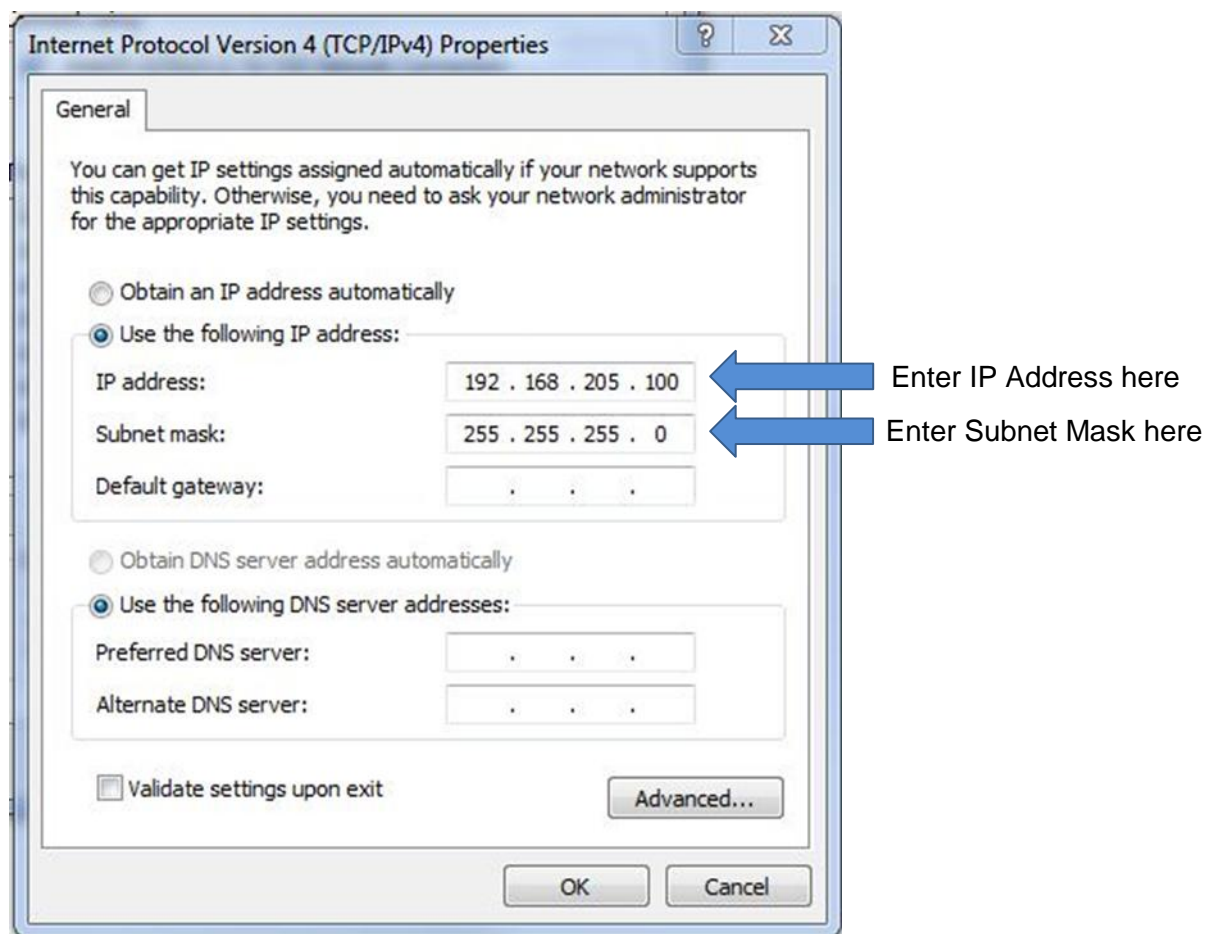 Internet Protocol Version 4 (TCP/IPv4) Properties
?
General
You can get IP settings assigned automatically if your network supports
this capability. Otherwise, you need to ask your network administrator
for the appropriate IP settings.
Obtain an IP address automatically
Use the following IP address:
IP address: 192 . 168 . 205 . 100
Enter IP Address here
Subnet mask: 255 . 255 . 255 . 0
Enter Subnet Mask here
Default gateway: . . .
Obtain DNS server address automatically
Use the following DNS server addresses:
Preferred DNS server: . . .
Alternate DNS server: . . .
Validate settings upon exit
Advanced...
OK Cancel